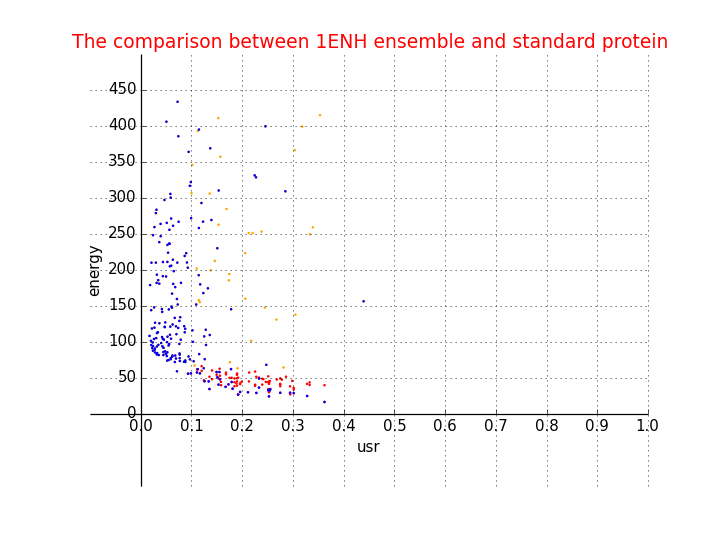 The comparison between 1ENH ensemble and standard protein
450
400
350
300
250
200
150
100
50
0
energy
0.0 0.1 0.2 0.3 0.4 0.5 0.6 0.7 0.8 0.9 1.0
usr